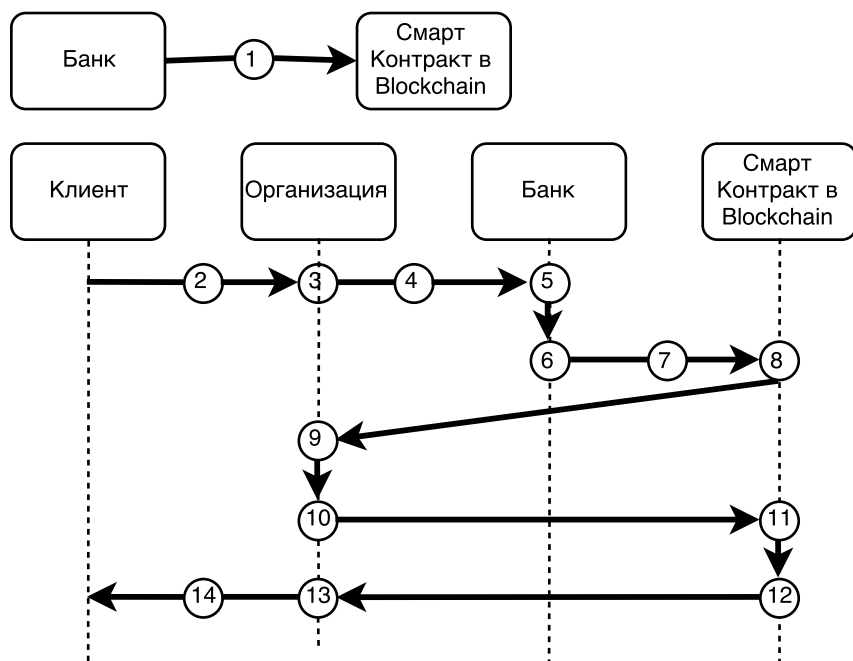 Банк
1
Смарт
Контракт в
Blockchain
Клиент
Организация
Банк
Смарт
Контракт в
Blockchain
2
3
4
5
6
7
8
9
10
11
14
13
12